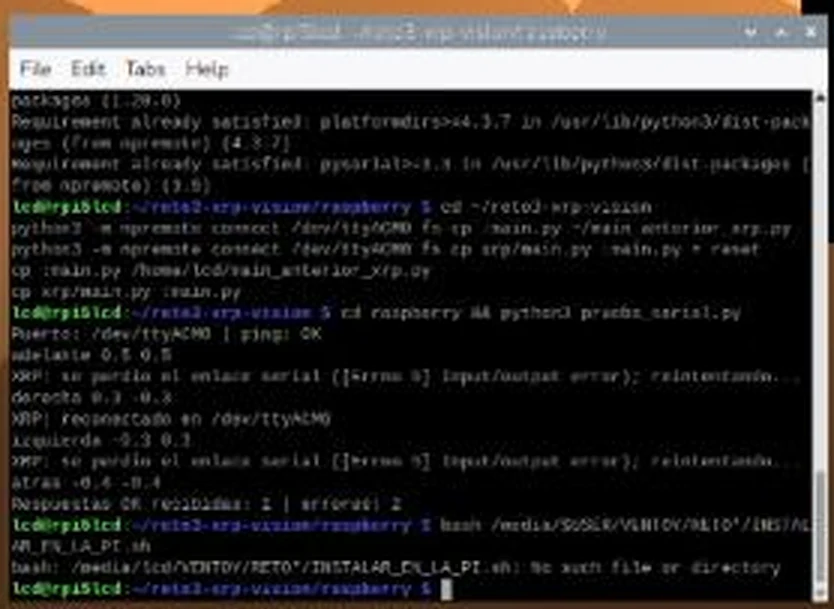 File Edit Tabs Help
packages (1.20.0)
Requirement already satisfied: platformdirs>=4.3.7 in /usr/lib/python3/dist-pack
ages (from mpremote) (4.3.7)
Requirement already satisfied: pyserial>=3.3 in /usr/lib/python3/dist-packages (
from mpremote) (3.5)
lcd@rpi5lcd:~/reto3-xrp-vision/raspberry $ cd ~/reto3-xrp-vision
python3 -m mpremote connect /dev/ttyACM0 fs cp :main.py ~/main_anterior_xrp.py
python3 -m mpremote connect /dev/ttyACM0 fs cp xrp/main.py :main.py + reset
cp :main.py /home/lcd/main_anterior_xrp.py
cp xrp/main.py :main.py
lcd@rpi5lcd:~/reto3-xrp-vision $ cd raspberry && python3 prueba_serial.py
Puerto: /dev/ttyACM0 | ping: OK
adelante 0.5 0.5
XRP: se perdio el enlace serial ([Errno 5] Input/output error); reintentando...
derecha 0.3 -0.3
XRP: reconectado en /dev/ttyACM0
izquierda -0.3 0.3
XRP: se perdio el enlace serial ([Errno 5] Input/output error); reintentando...
atras -0.4 -0.4
Respuestas OK recibidas: | errores: 2
lcd@rpi5lcd:~/reto3-xrp-vision/raspberry $ bash /media/$USER/VENTOY/RETO*/INSTAL
AR_EN_LA_PI.sh
bash: /media/lcd/VENTOY/RETO*/INSTALAR_EN_LA_PI.sh: No such file or directory
lcd@rpi5lcd:~/reto3-xrp-vision/raspberry $